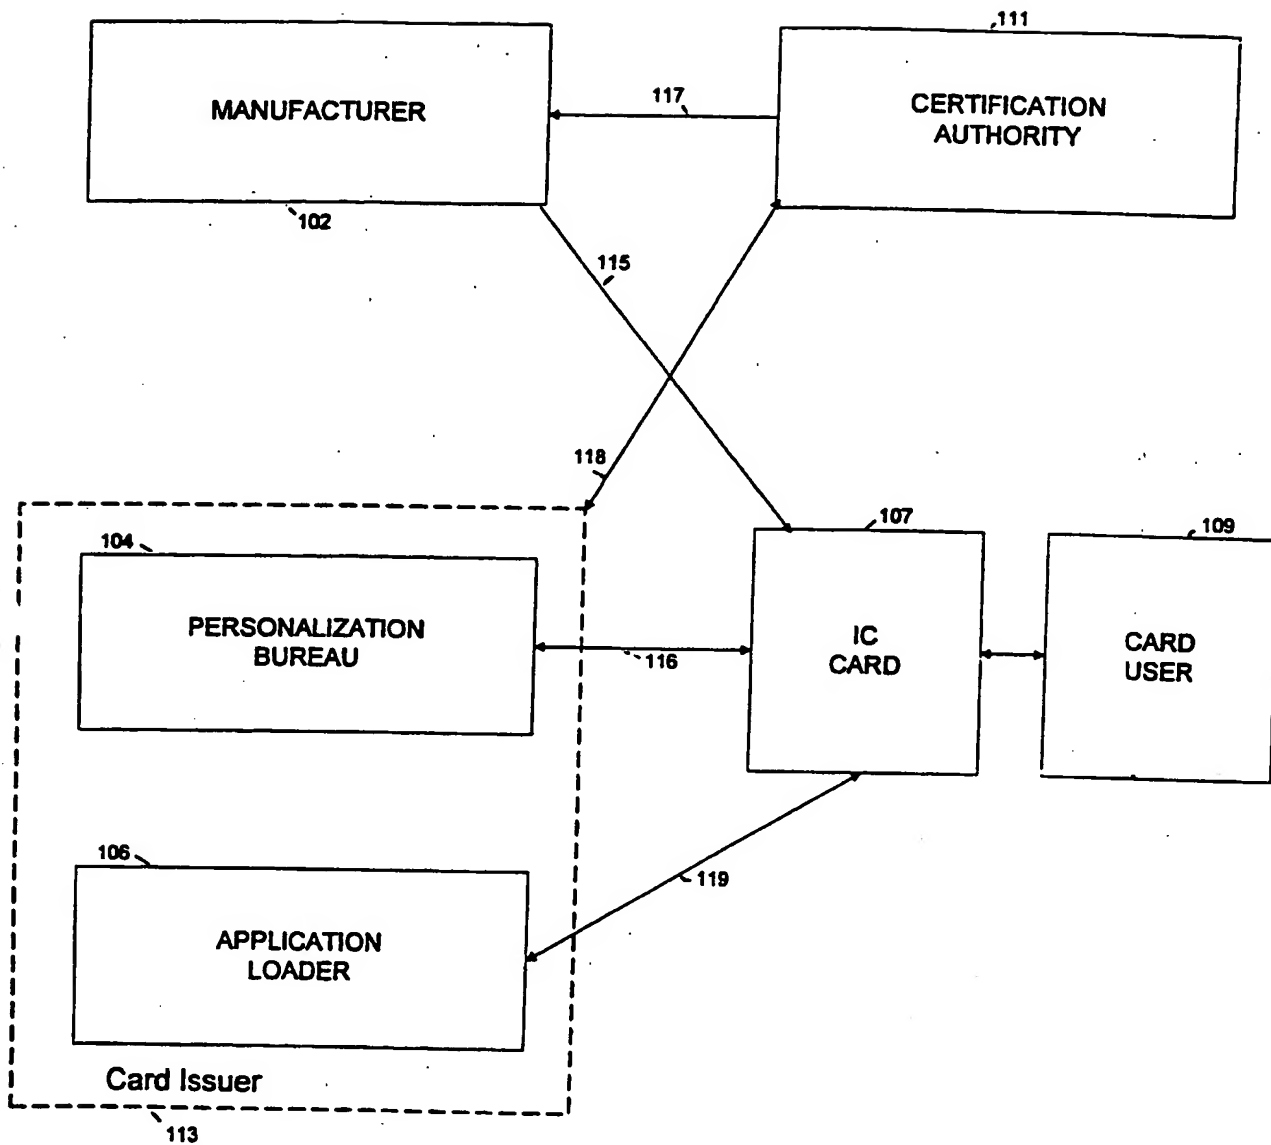 111
MANUFACTURER
117
CERTIFICATION
AUTHORITY
102
115
118
107
109
104
PERSONALIZATION
BUREAU
116
IC
CARD
CARD
USER
106
119
APPLICATION
LOADER
Card Issuer
113